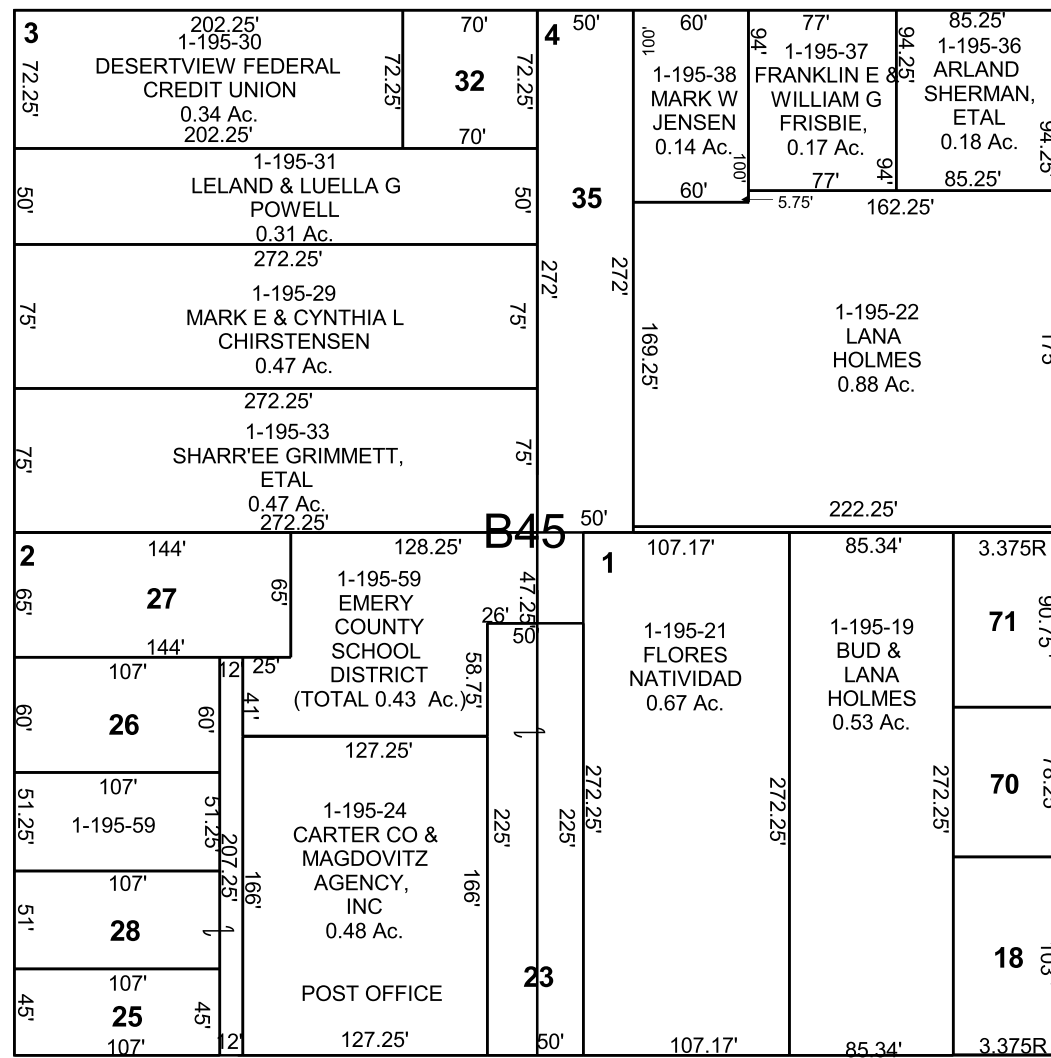 3
202.25'
1-195-30
DESERTVIEW FEDERAL
CREDIT UNION
0.34 Ac.
202.25'
72.25'
72.25'
70'
32
72.25'
70'
1-195-31
LELAND & LUELLA G
POWELL
0.31 Ac.
50'
50'
272.25'
1-195-29
MARK E & CYNTHIA L
CHIRSTENSEN
0.47 Ac.
75'
75'
272.25'
1-195-33
SHARR'EE GRIMMETT,
ETAL
0.47 Ac.
272.25'
75'
75'
4
50'
35
272'
272'
50'
60'
100'
1-195-38
MARK W
JENSEN
0.14 Ac.
100'
60'
77'
94'
1-195-37
FRANKLIN E &
WILLIAM G
FRISBIE,
0.17 Ac.
94'
77'
85.25'
94.25'
1-195-36
ARLAND
SHERMAN,
ETAL
0.18 Ac.
94.25'
85.25'
5.75'
162.25'
169.25'
1-195-22
LANA
HOLMES
0.88 Ac.
222.25'
B45
2
144'
65'
27
65'
144'
128.25'
1-195-59
EMERY
COUNTY
SCHOOL
DISTRICT
(TOTAL 0.43 Ac.)
47.25'
26'
50'
58.75'
25'
41'
12'
107'
60'
26
60'
107'
51.25'
1-195-59
51.25'
207.25'
107'
51'
28
107'
45'
25
45'
107'
12'
127.25'
1-195-24
CARTER CO &
MAGDOVITZ
AGENCY,
INC
0.48 Ac.
166'
166'
POST OFFICE
127.25'
225'
225'
23
50'
1
107.17'
1-195-21
FLORES
NATIVIDAD
0.67 Ac.
272.25'
272.25'
107.17'
85.34'
1-195-19
BUD &
LANA
HOLMES
0.53 Ac.
272.25'
85.34'
3.375R
71
90.75'
70
18
3.375R